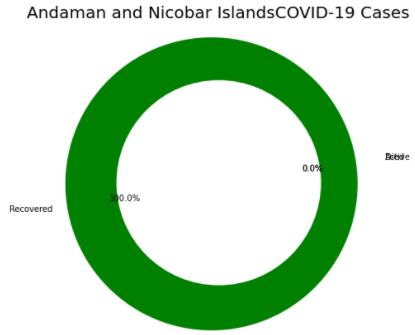 Andaman and Nicobar IslandsCOVID-19 Cases
0.0%
100.0%
Recovered